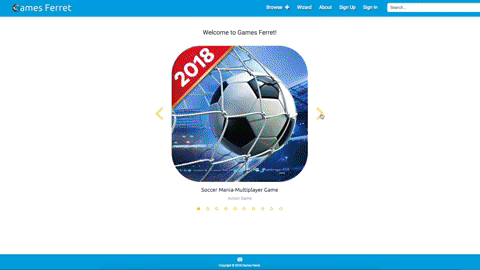 Games Ferret
Browse + Wizard About Sign Up Sign In Search...
Welcome to Games Ferret!
2018
Soccer Mania-Multiplayer Game
Action Game
Copyright © 2018 Games Ferret